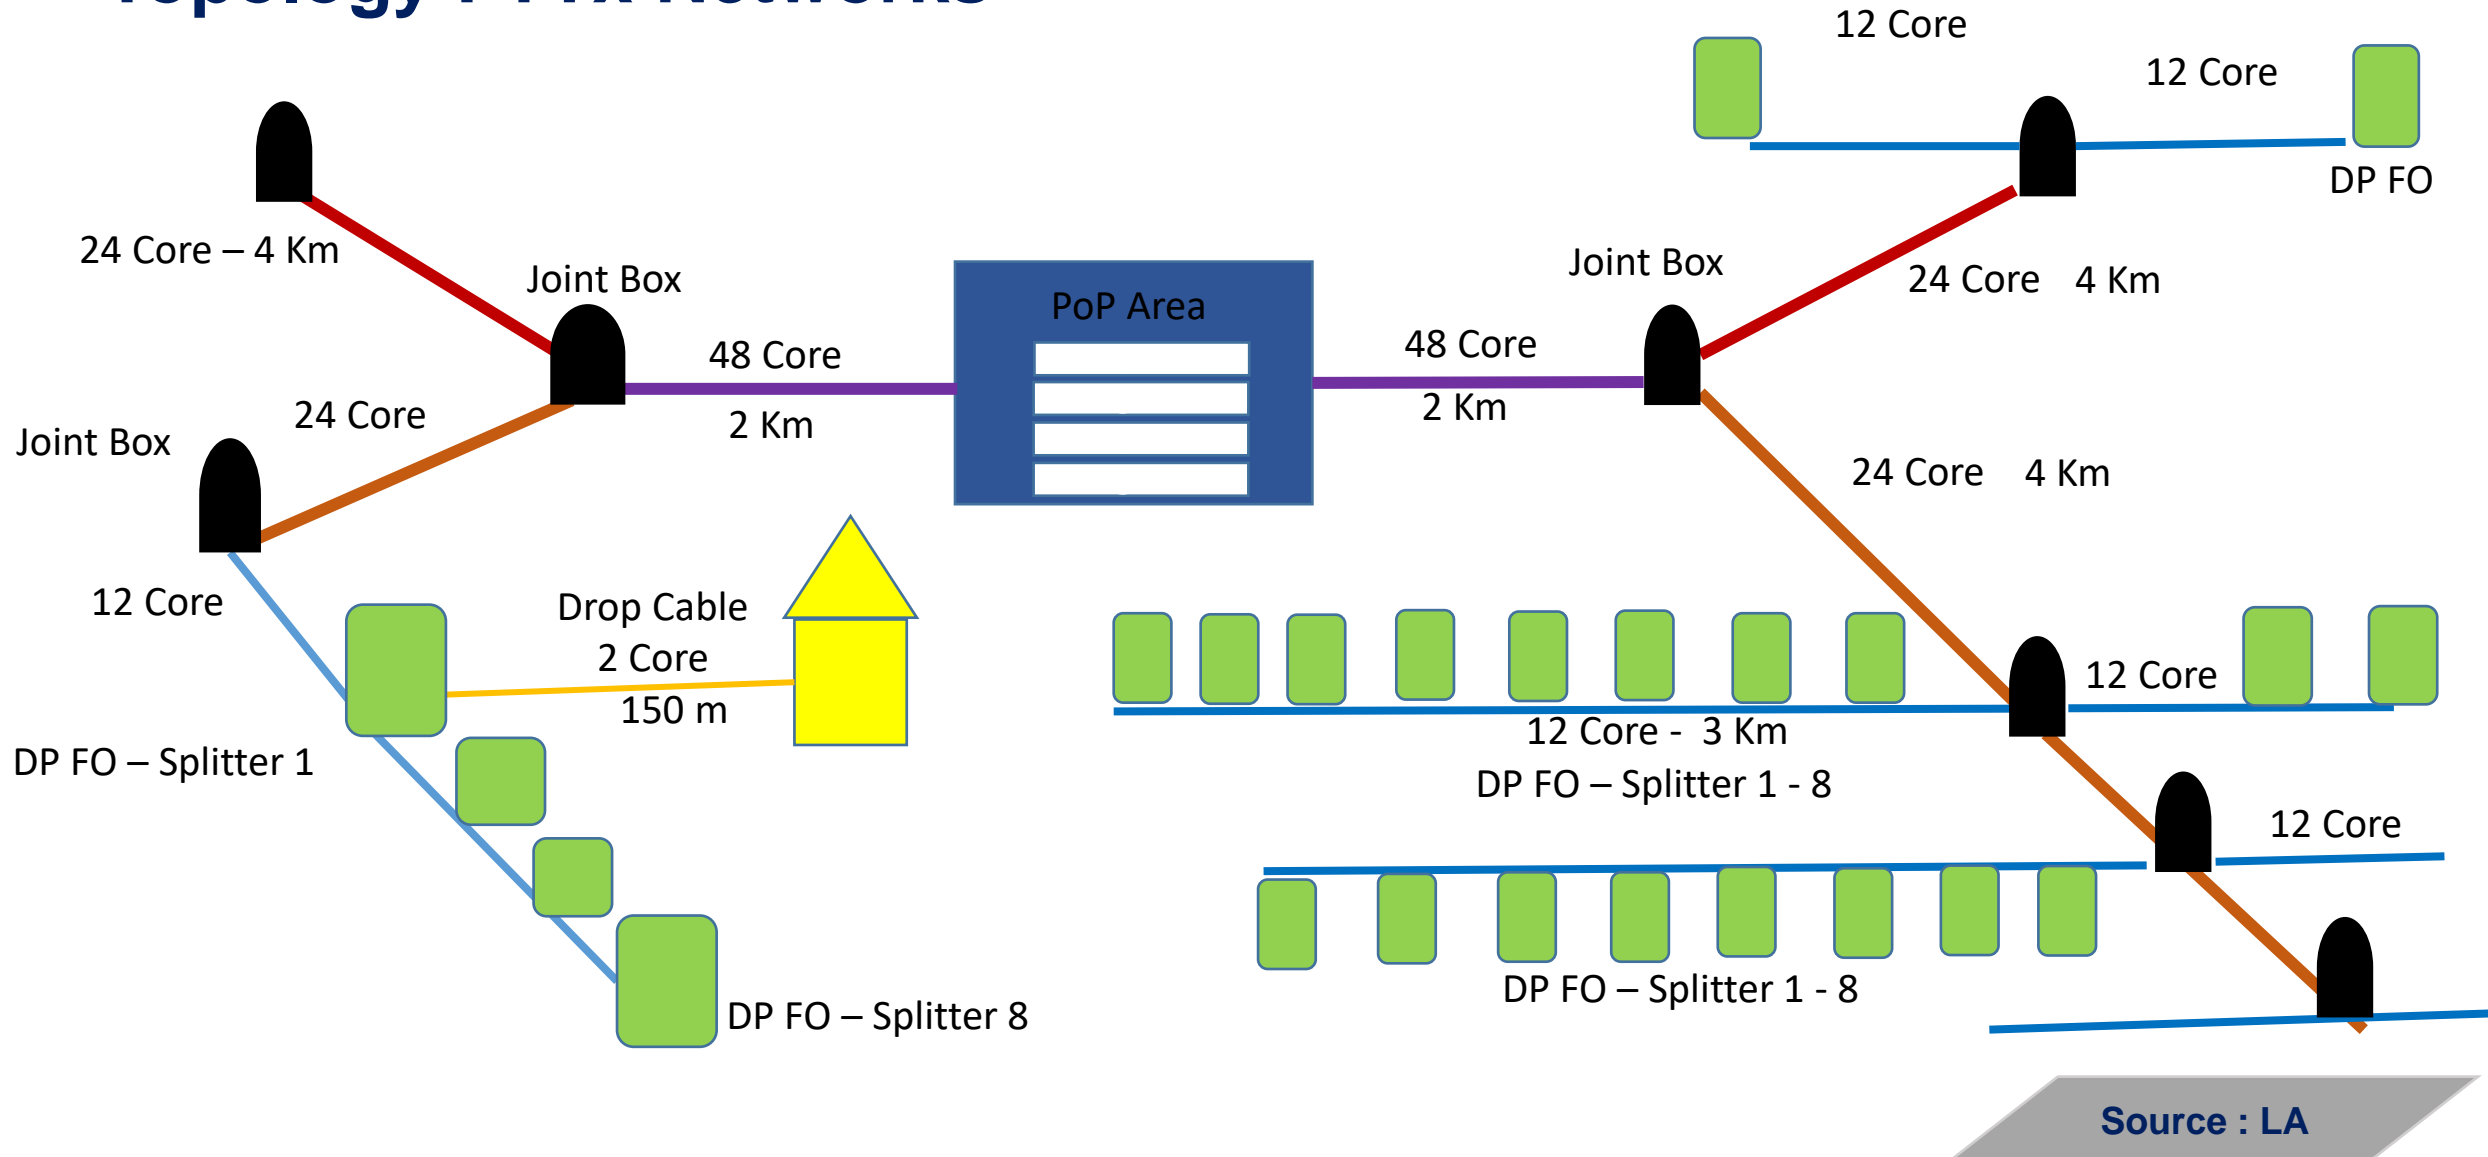 Topology FTTx Networks
12 Core
12 Core
DP FO
24 Core – 4 Km
Joint Box
Joint Box
24 Core 4 Km
PoP Area
48 Core
2 Km
48 Core
2 Km
24 Core
Joint Box
24 Core 4 Km
12 Core
Drop Cable
2 Core
150 m
12 Core
12 Core - 3 Km
DP FO – Splitter 1 - 8
DP FO – Splitter 1
12 Core
DP FO – Splitter 1 - 8
DP FO – Splitter 8
Source : LA